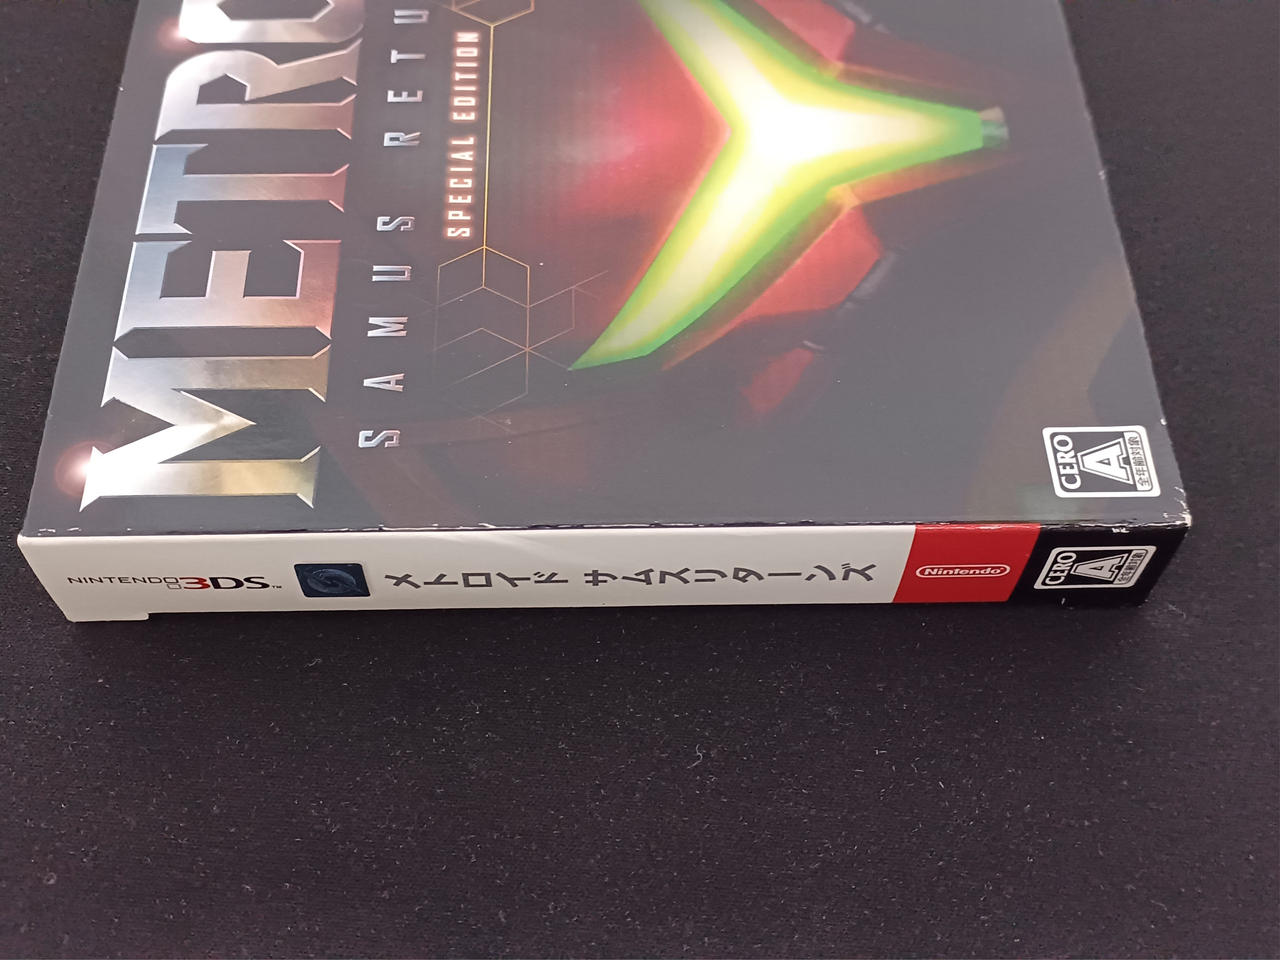 METRO
SAMUS RETU
SPECIAL EDITION
CERO
A
全年齢対象
NINTENDO 3DS™
メトロイド サムスリターンズ
Nintendo
CERO
A
全年齢対象